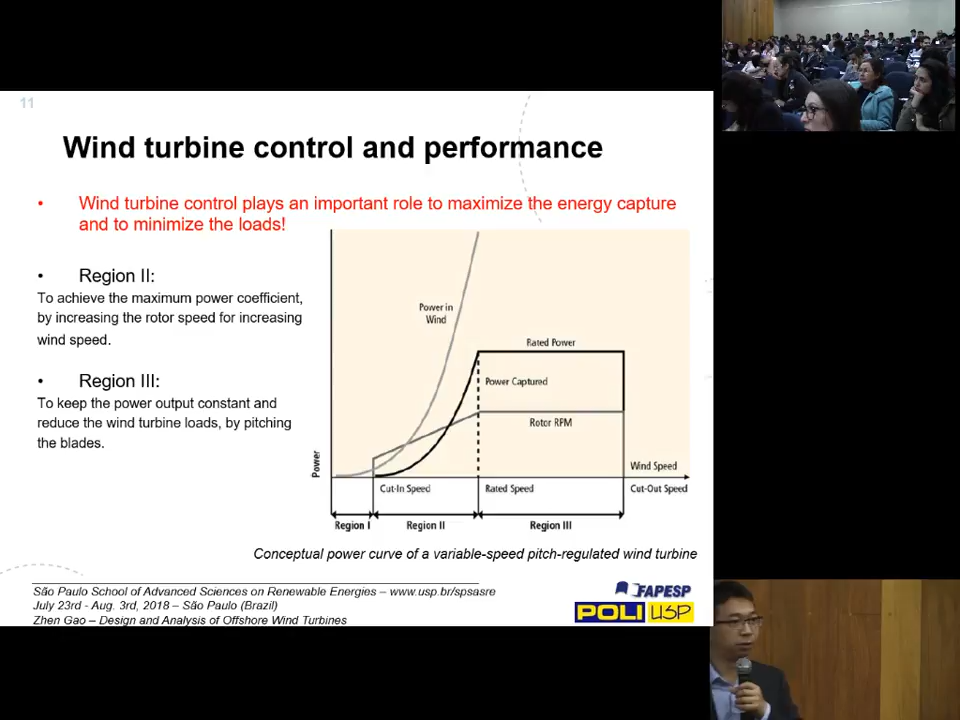 11
Wind turbine control and performance
• Wind turbine control plays an important role to maximize the energy capture
and to minimize the loads!
• Region II:
To achieve the maximum power coefficient,
by increasing the rotor speed for increasing
wind speed.
• Region III:
To keep the power output constant and
reduce the wind turbine loads, by pitching
the blades.
Power in
Wind
Rated Power
Power Captured
Rotor RPM
Power
Wind Speed
Cut-In Speed
Rated Speed
Cut-Out Speed
Region I
Region II
Region III
Conceptual power curve of a variable-speed pitch-regulated wind turbine
São Paulo School of Advanced Sciences on Renewable Energies – www.usp.br/spsasre
July 23rd - Aug. 3rd, 2018 – São Paulo (Brazil)
Zhen Gao – Design and Analysis of Offshore Wind Turbines
FAPESP
POLI USP